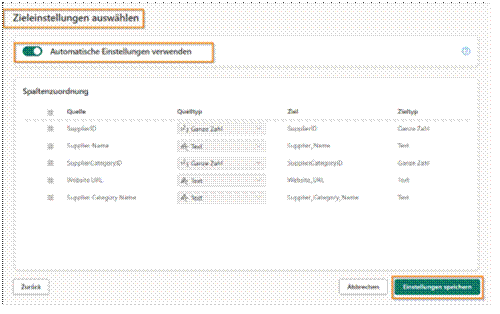 Zieleinstellungen auswählen
Automatische Einstellungen verwenden
Spaltenzuordnung
Quelle Quelltyp Ziel Zieltyp
SupplierID Ganze Zahl SupplierID Ganze Zahl
Supplier Name Text Supplier_Name Text
SupplierCategoryID Ganze Zahl SupplierCategoryID Ganze Zahl
Website URL Text Website_URL Text
Supplier Category Name Text Supplier_Category_Name Text
Zurück Abbrechen Einstellungen speichern